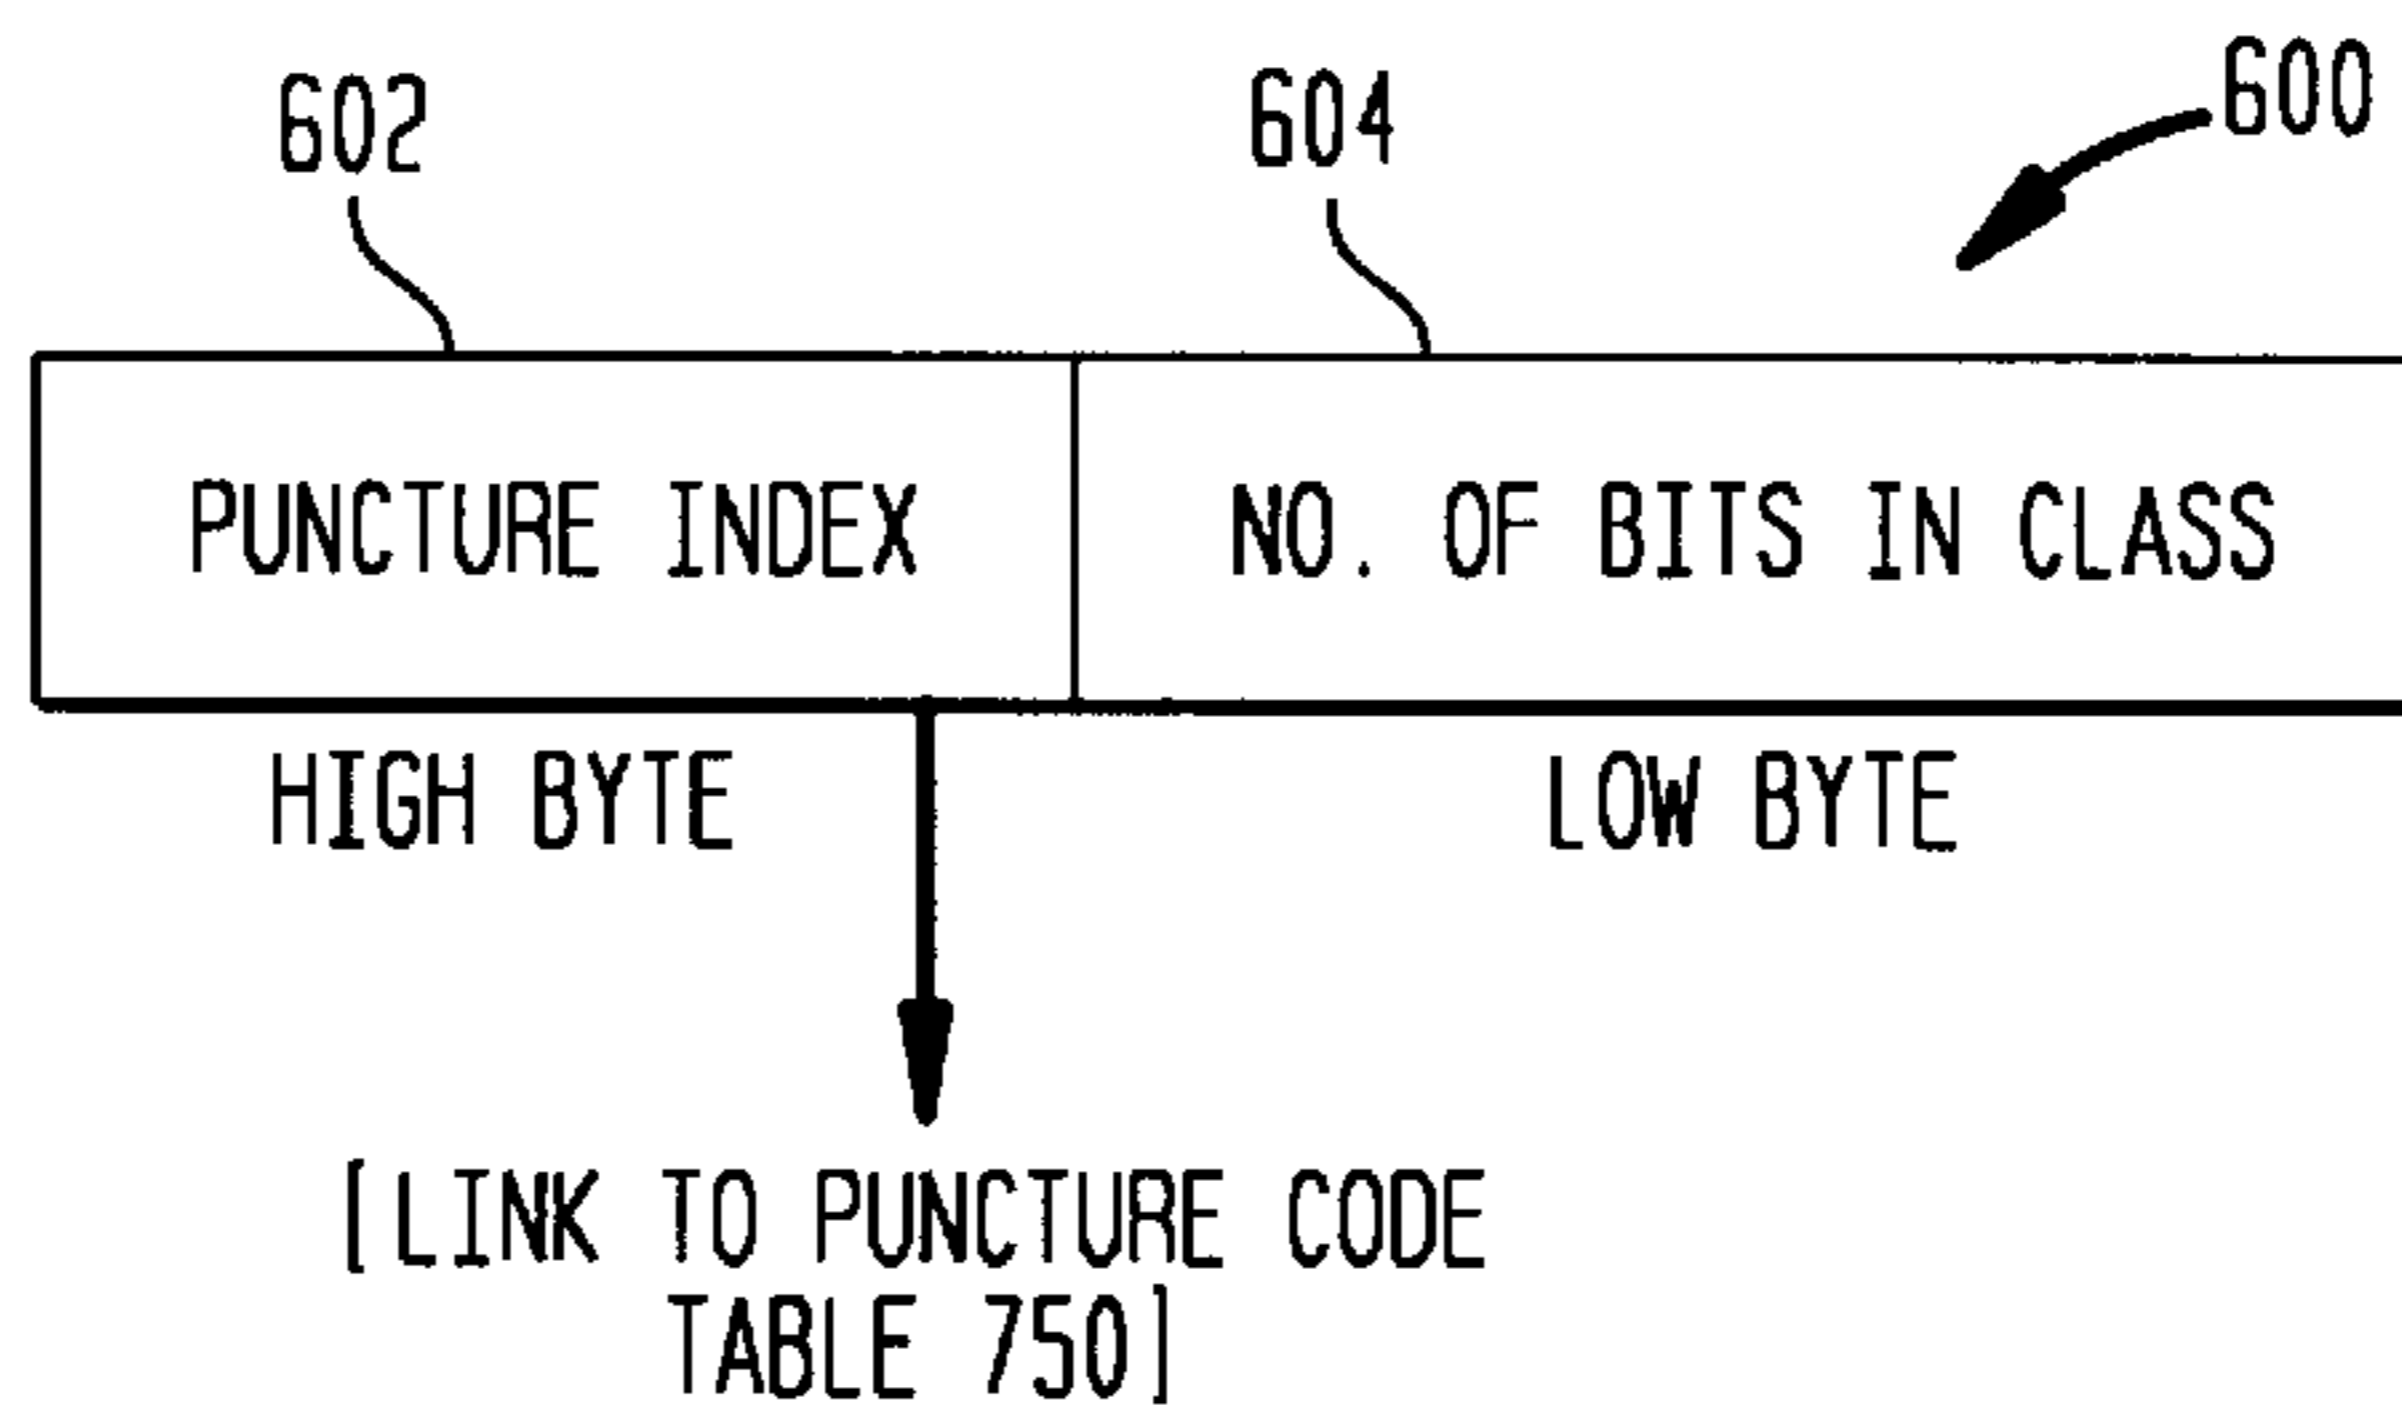 602 604 600
PUNCTURE INDEX NO. OF BITS IN CLASS
HIGH BYTE LOW BYTE
[LINK TO PUNCTURE CODE
TABLE 750]